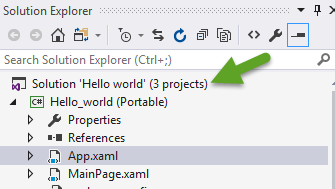 Solution Explorer
Search Solution Explorer (Ctrl+;)
Solution 'Hello world' (3 projects)
C# Hello_world (Portable)
Properties
References
App.xaml
MainPage.xaml